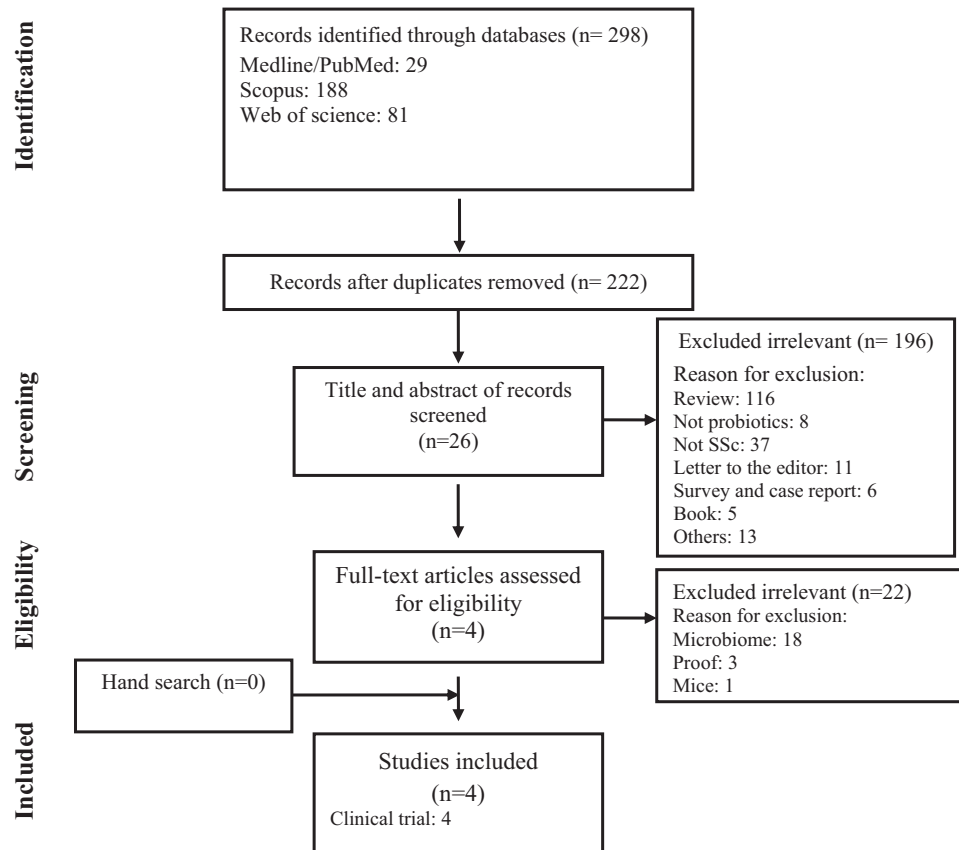 Identification
Records identified through databases (n= 298)
Medline/PubMed: 29
Scopus: 188
Web of science: 81
Records after duplicates removed (n= 222)
Screening
Title and abstract of records
screened
(n=26)
Excluded irrelevant (n= 196)
Reason for exclusion:
Review: 116
Not probiotics: 8
Not SSc: 37
Letter to the editor: 11
Survey and case report: 6
Book: 5
Others: 13
Eligibility
Full-text articles assessed
for eligibility
(n=4)
Excluded irrelevant (n=22)
Reason for exclusion:
Microbiome: 18
Proof: 3
Mice: 1
Hand search (n=0)
Included
Studies included
(n=4)
Clinical trial: 4